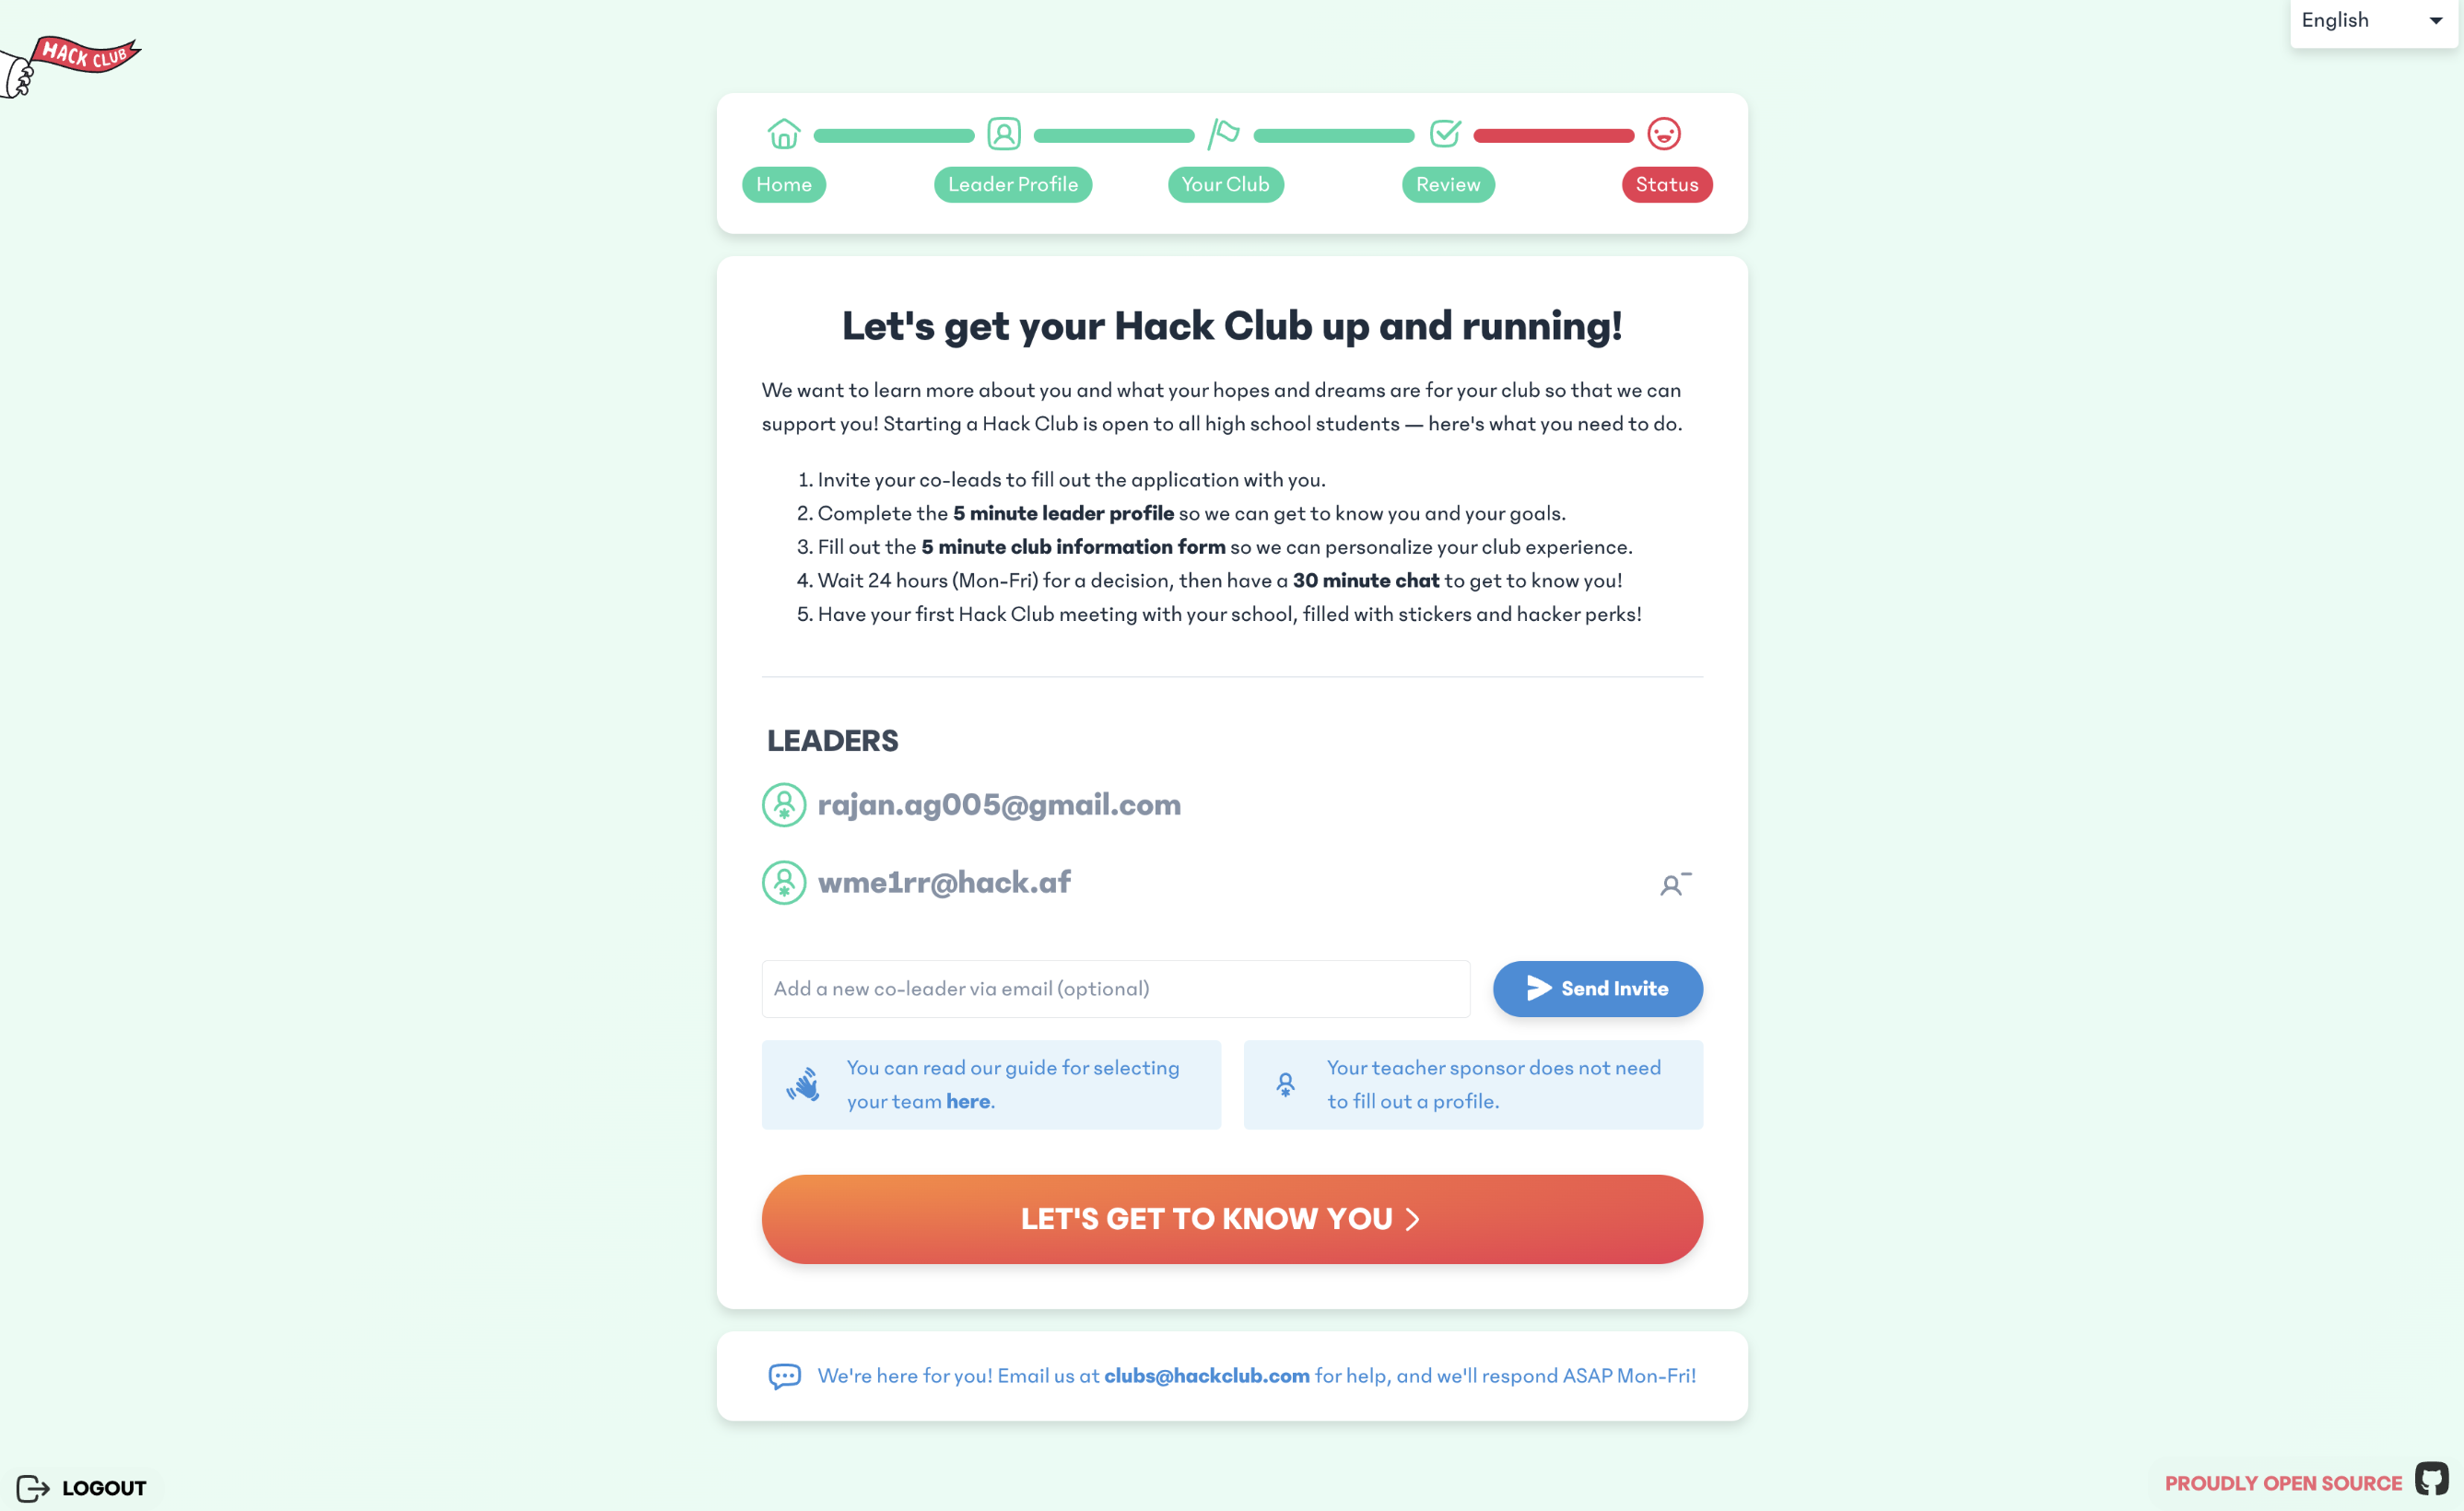 HACK CLUB
English
Home
Leader Profile
Your Club
Review
Status
Let's get your Hack Club up and running!
We want to learn more about you and what your hopes and dreams are for your club so that we can
support you! Starting a Hack Club is open to all high school students — here's what you need to do.
1. Invite your co-leads to fill out the application with you.
2. Complete the 5 minute leader profile so we can get to know you and your goals.
3. Fill out the 5 minute club information form so we can personalize your club experience.
4. Wait 24 hours (Mon-Fri) for a decision, then have a 30 minute chat to get to know you!
5. Have your first Hack Club meeting with your school, filled with stickers and hacker perks!
LEADERS
rajan.ag005@gmail.com
wme1rr@hack.af
Add a new co-leader via email (optional)
Send Invite
You can read our guide for selecting
your team here.
Your teacher sponsor does not need
to fill out a profile.
LET'S GET TO KNOW YOU
We're here for you! Email us at clubs@hackclub.com for help, and we'll respond ASAP Mon-Fri!
LOGOUT
PROUDLY OPEN SOURCE